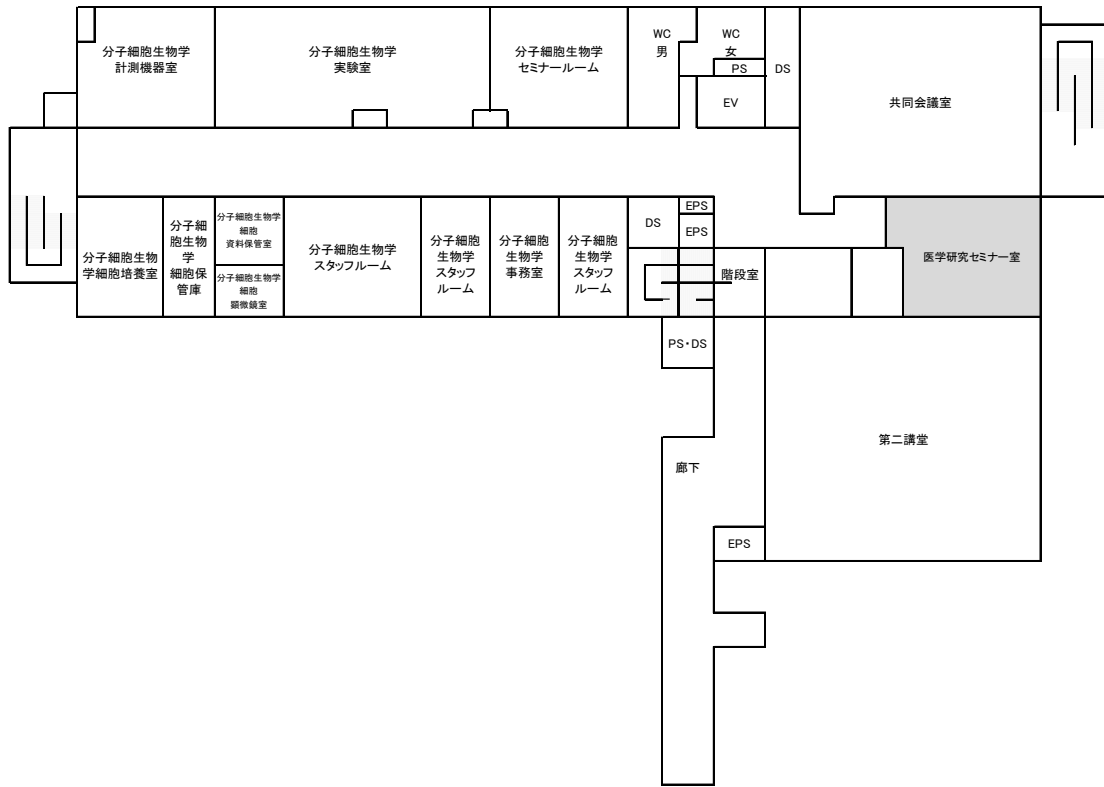 分子細胞生物学
計測機器室
分子細胞生物学
実験室
分子細胞生物学
セミナールーム
WC
男
WC
女
PS
DS
EV
共同会議室
分子細胞生物
学細胞培養室
分子細
胞生物
学
細胞保
管庫
分子細胞生物学
細胞
資料保管室
分子細胞生物学
細胞
顕微鏡室
分子細胞生物学
スタッフルーム
分子細胞
生物学
スタッフ
ルーム
分子細胞
生物学
事務室
分子細胞
生物学
スタッフ
ルーム
DS
EPS
EPS
階段室
医学研究セミナー室
PS・DS
第二講堂
廊下
EPS